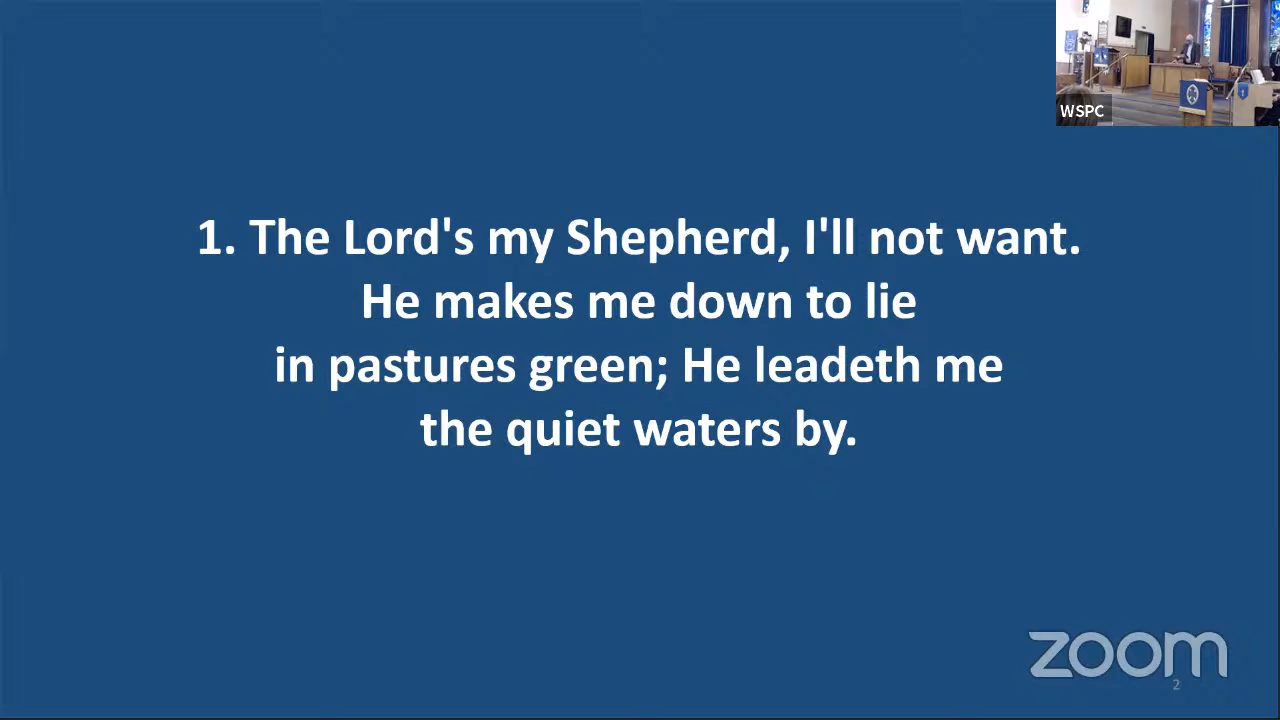 WSPC
1. The Lord's my Shepherd, I'll not want.
He makes me down to lie
in pastures green; He leadeth me
the quiet waters by.
zoom
2